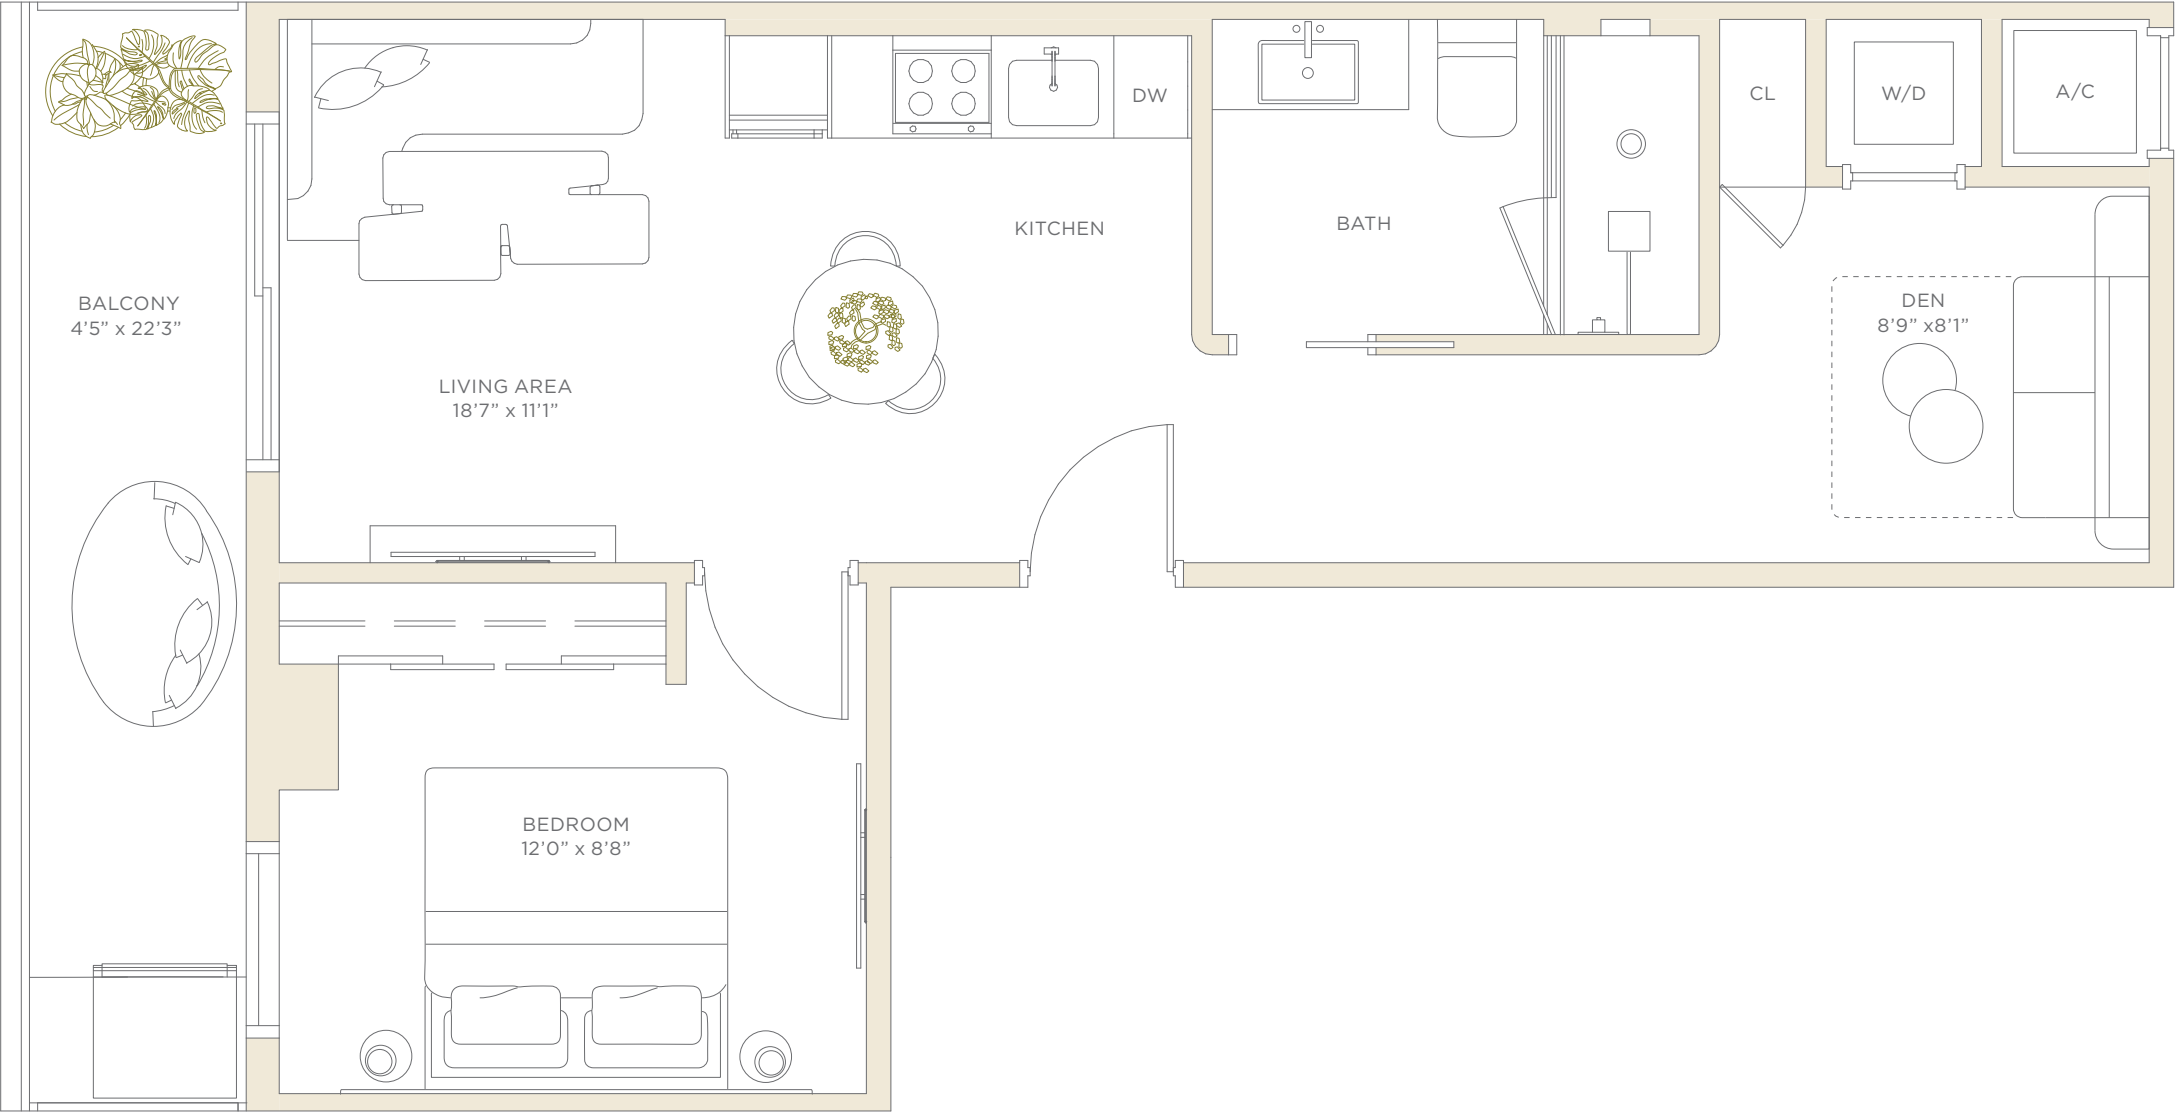 DW
CL
W/D
A/C
KITCHEN
BATH
BALCONY
4’5” x 22’3”
DEN
8’9” x8’1”
LIVING AREA
18’7” x 11’1”
BEDROOM
12’0” x 8’8”